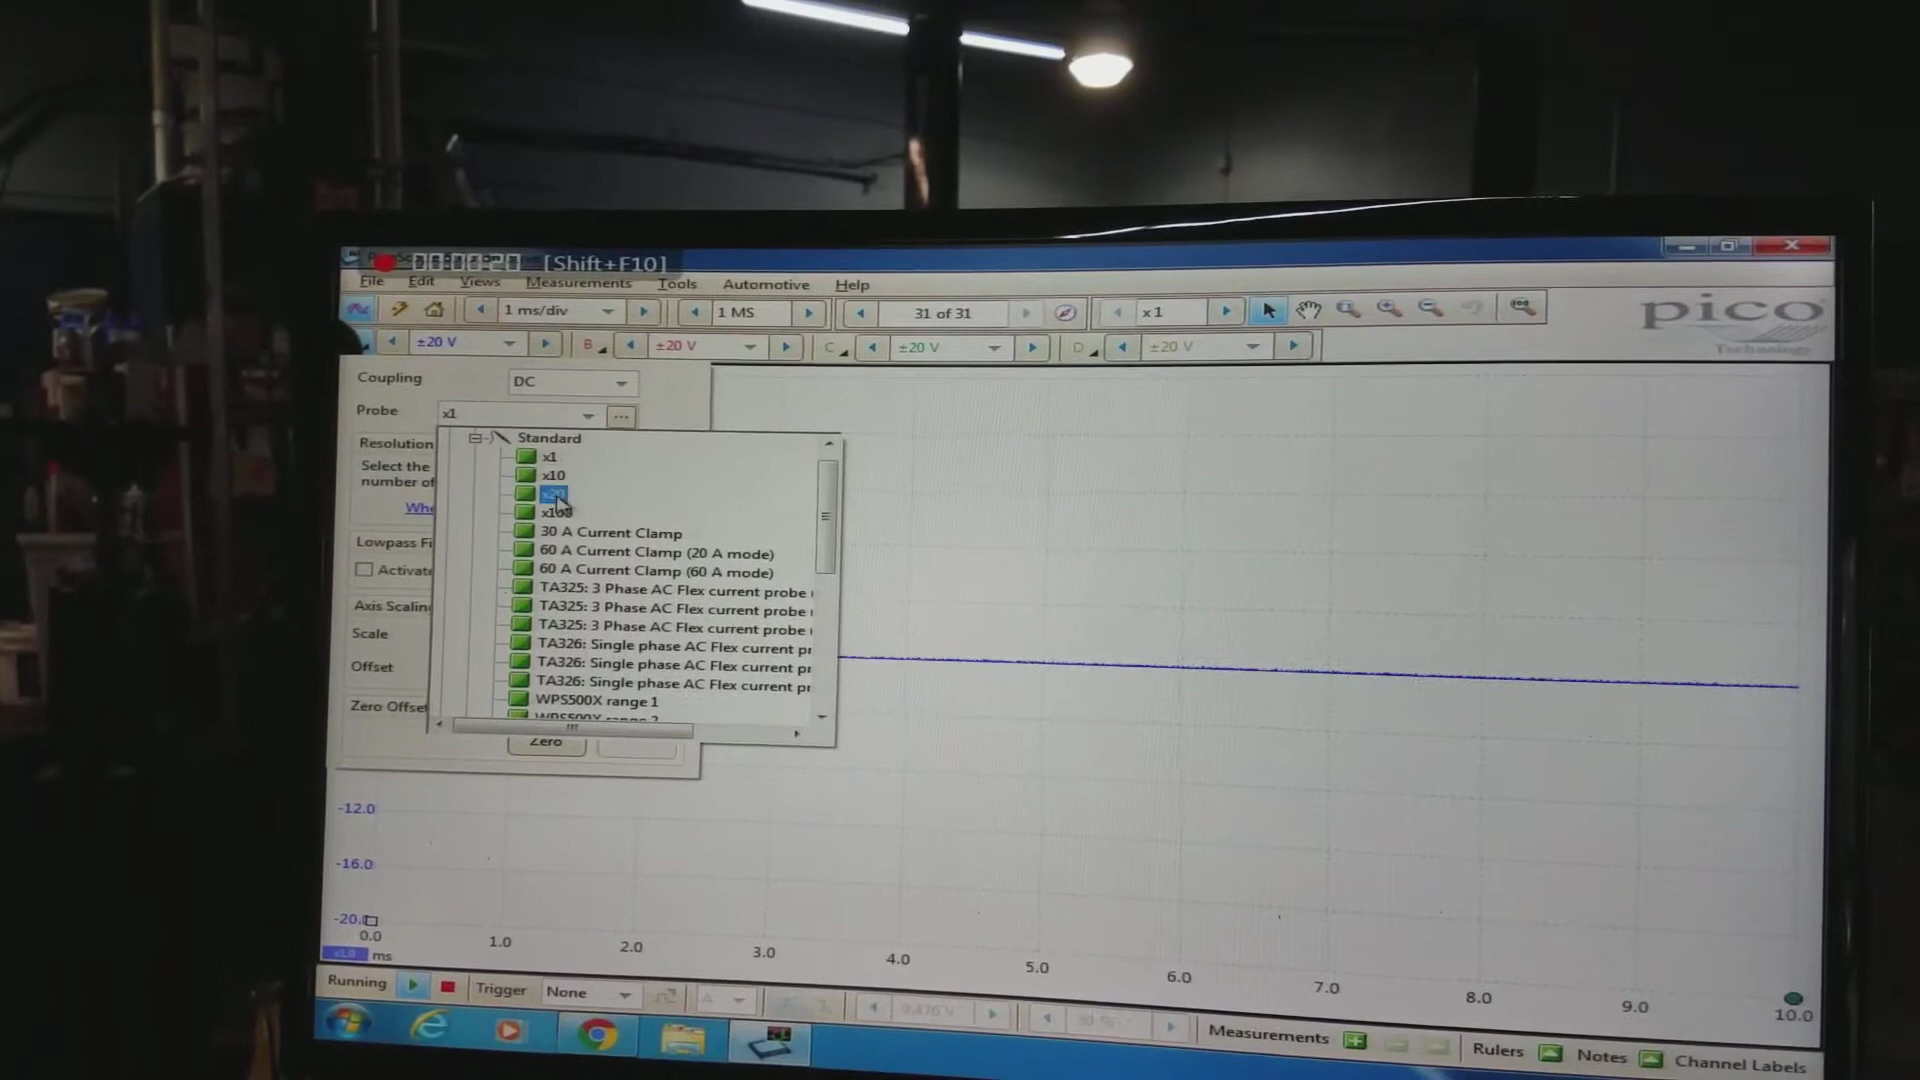 [Shift+F10]
File Edit Views Measurements Tools Automotive Help
1 ms/div 1 MS 31 of 31 x1
pico
Technology
±20 V B ±20 V C ±20 V D ±20 V
Coupling DC
Probe x1
Resolution
Select the
number of
Lowpass Fi
Activate
Axis Scaling
Scale
Offset
Zero Offset
Standard
x1
x10
x20
x100
30 A Current Clamp
60 A Current Clamp (20 A mode)
60 A Current Clamp (60 A mode)
TA325: 3 Phase AC Flex current probe
TA325: 3 Phase AC Flex current probe
TA325: 3 Phase AC Flex current probe
TA326: Single phase AC Flex current pr
TA326: Single phase AC Flex current pr
TA326: Single phase AC Flex current pr
WPS500X range 1
WPS500X range 2
Zero
-12.0
-16.0
-20.0
0.0 1.0 2.0 3.0 4.0 5.0 6.0 7.0 8.0 9.0 10.0
ms
Running Trigger None A
Measurements Rulers Notes Channel Labels